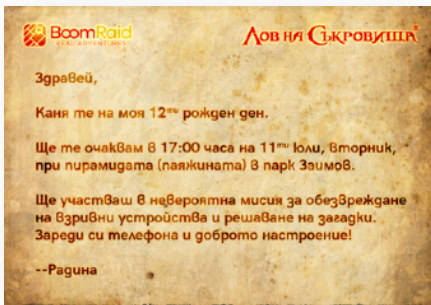 BoomRaid
REAL ADVENTURES
Лов на Съкровища
Здравей,
Каня те на моя 12ти рожден ден.
Ще те очаквам в 17:00 часа на 11ти Юли, вторник,
при пирамидата (паяжината) в парк Заимов.
Ще участваш в невероятна мисия за обезвреждане
на взривни устройства и решаване на загадки.
Зареди си телефона и доброто настроение!
--Радина